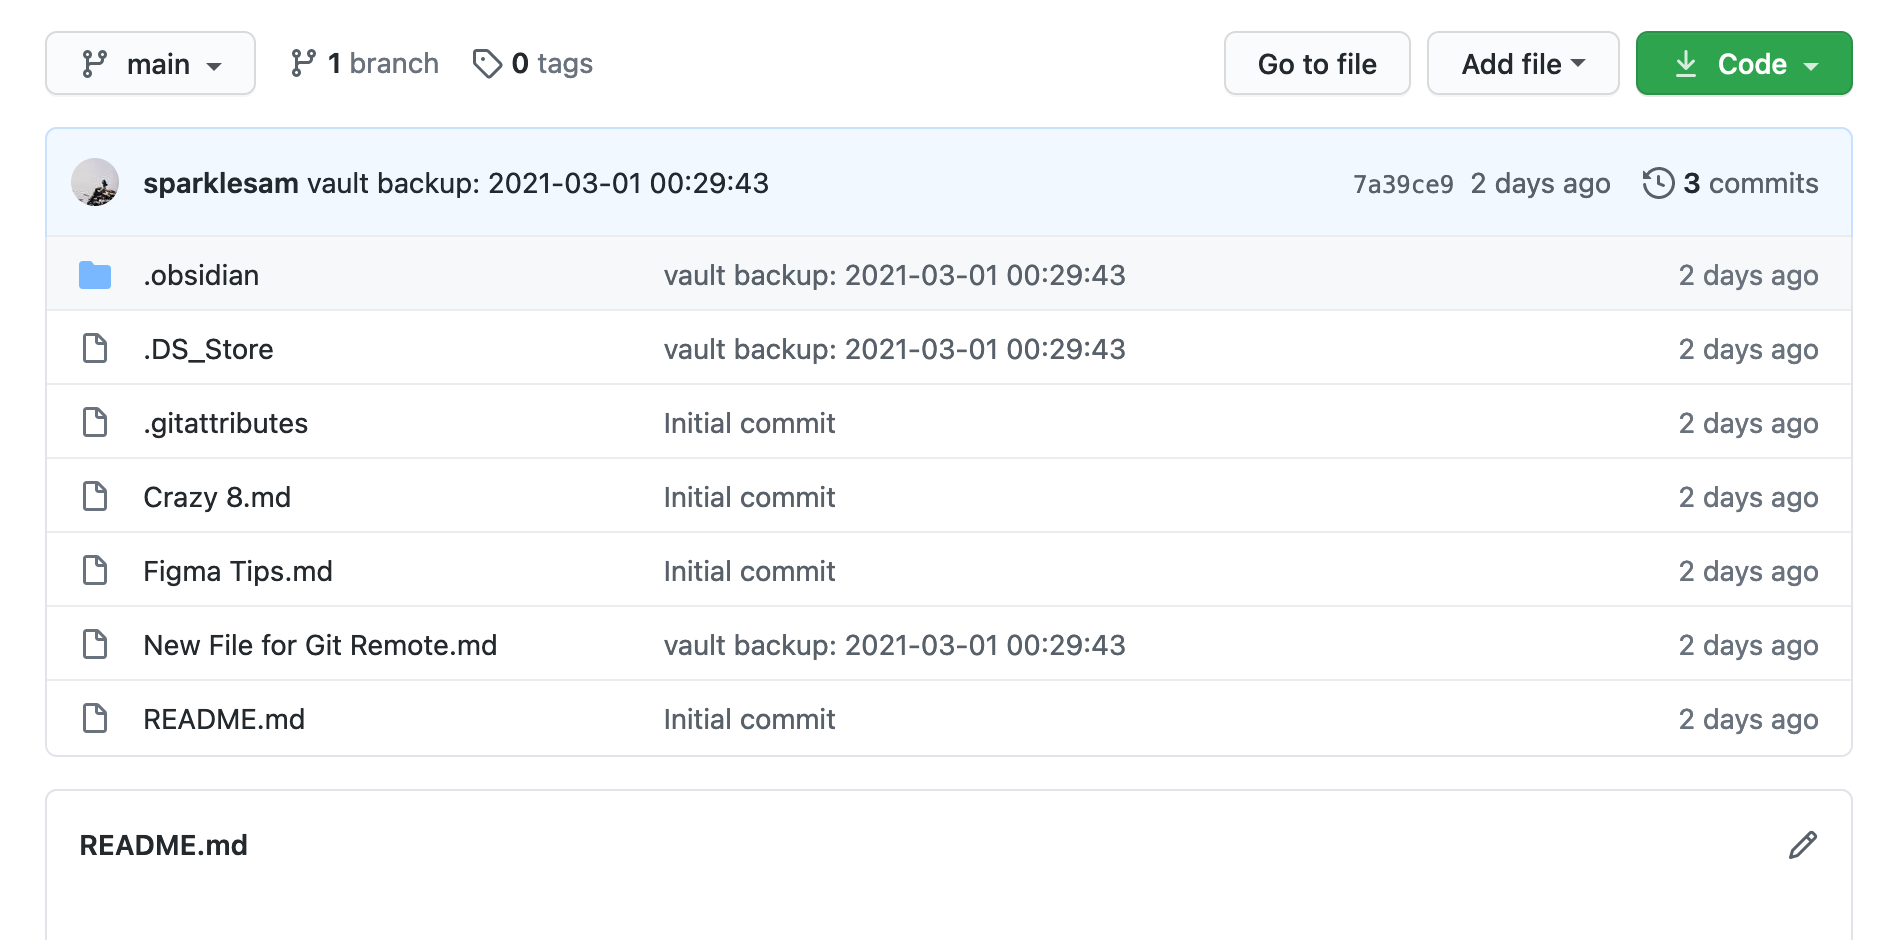 main 1 branch 0 tags Go to file Add file Code
sparklesam vault backup: 2021-03-01 00:29:43 7a39ce9 2 days ago 3 commits
.obsidian vault backup: 2021-03-01 00:29:43 2 days ago
.DS_Store vault backup: 2021-03-01 00:29:43 2 days ago
.gitattributes Initial commit 2 days ago
Crazy 8.md Initial commit 2 days ago
Figma Tips.md Initial commit 2 days ago
New File for Git Remote.md vault backup: 2021-03-01 00:29:43 2 days ago
README.md Initial commit 2 days ago
README.md